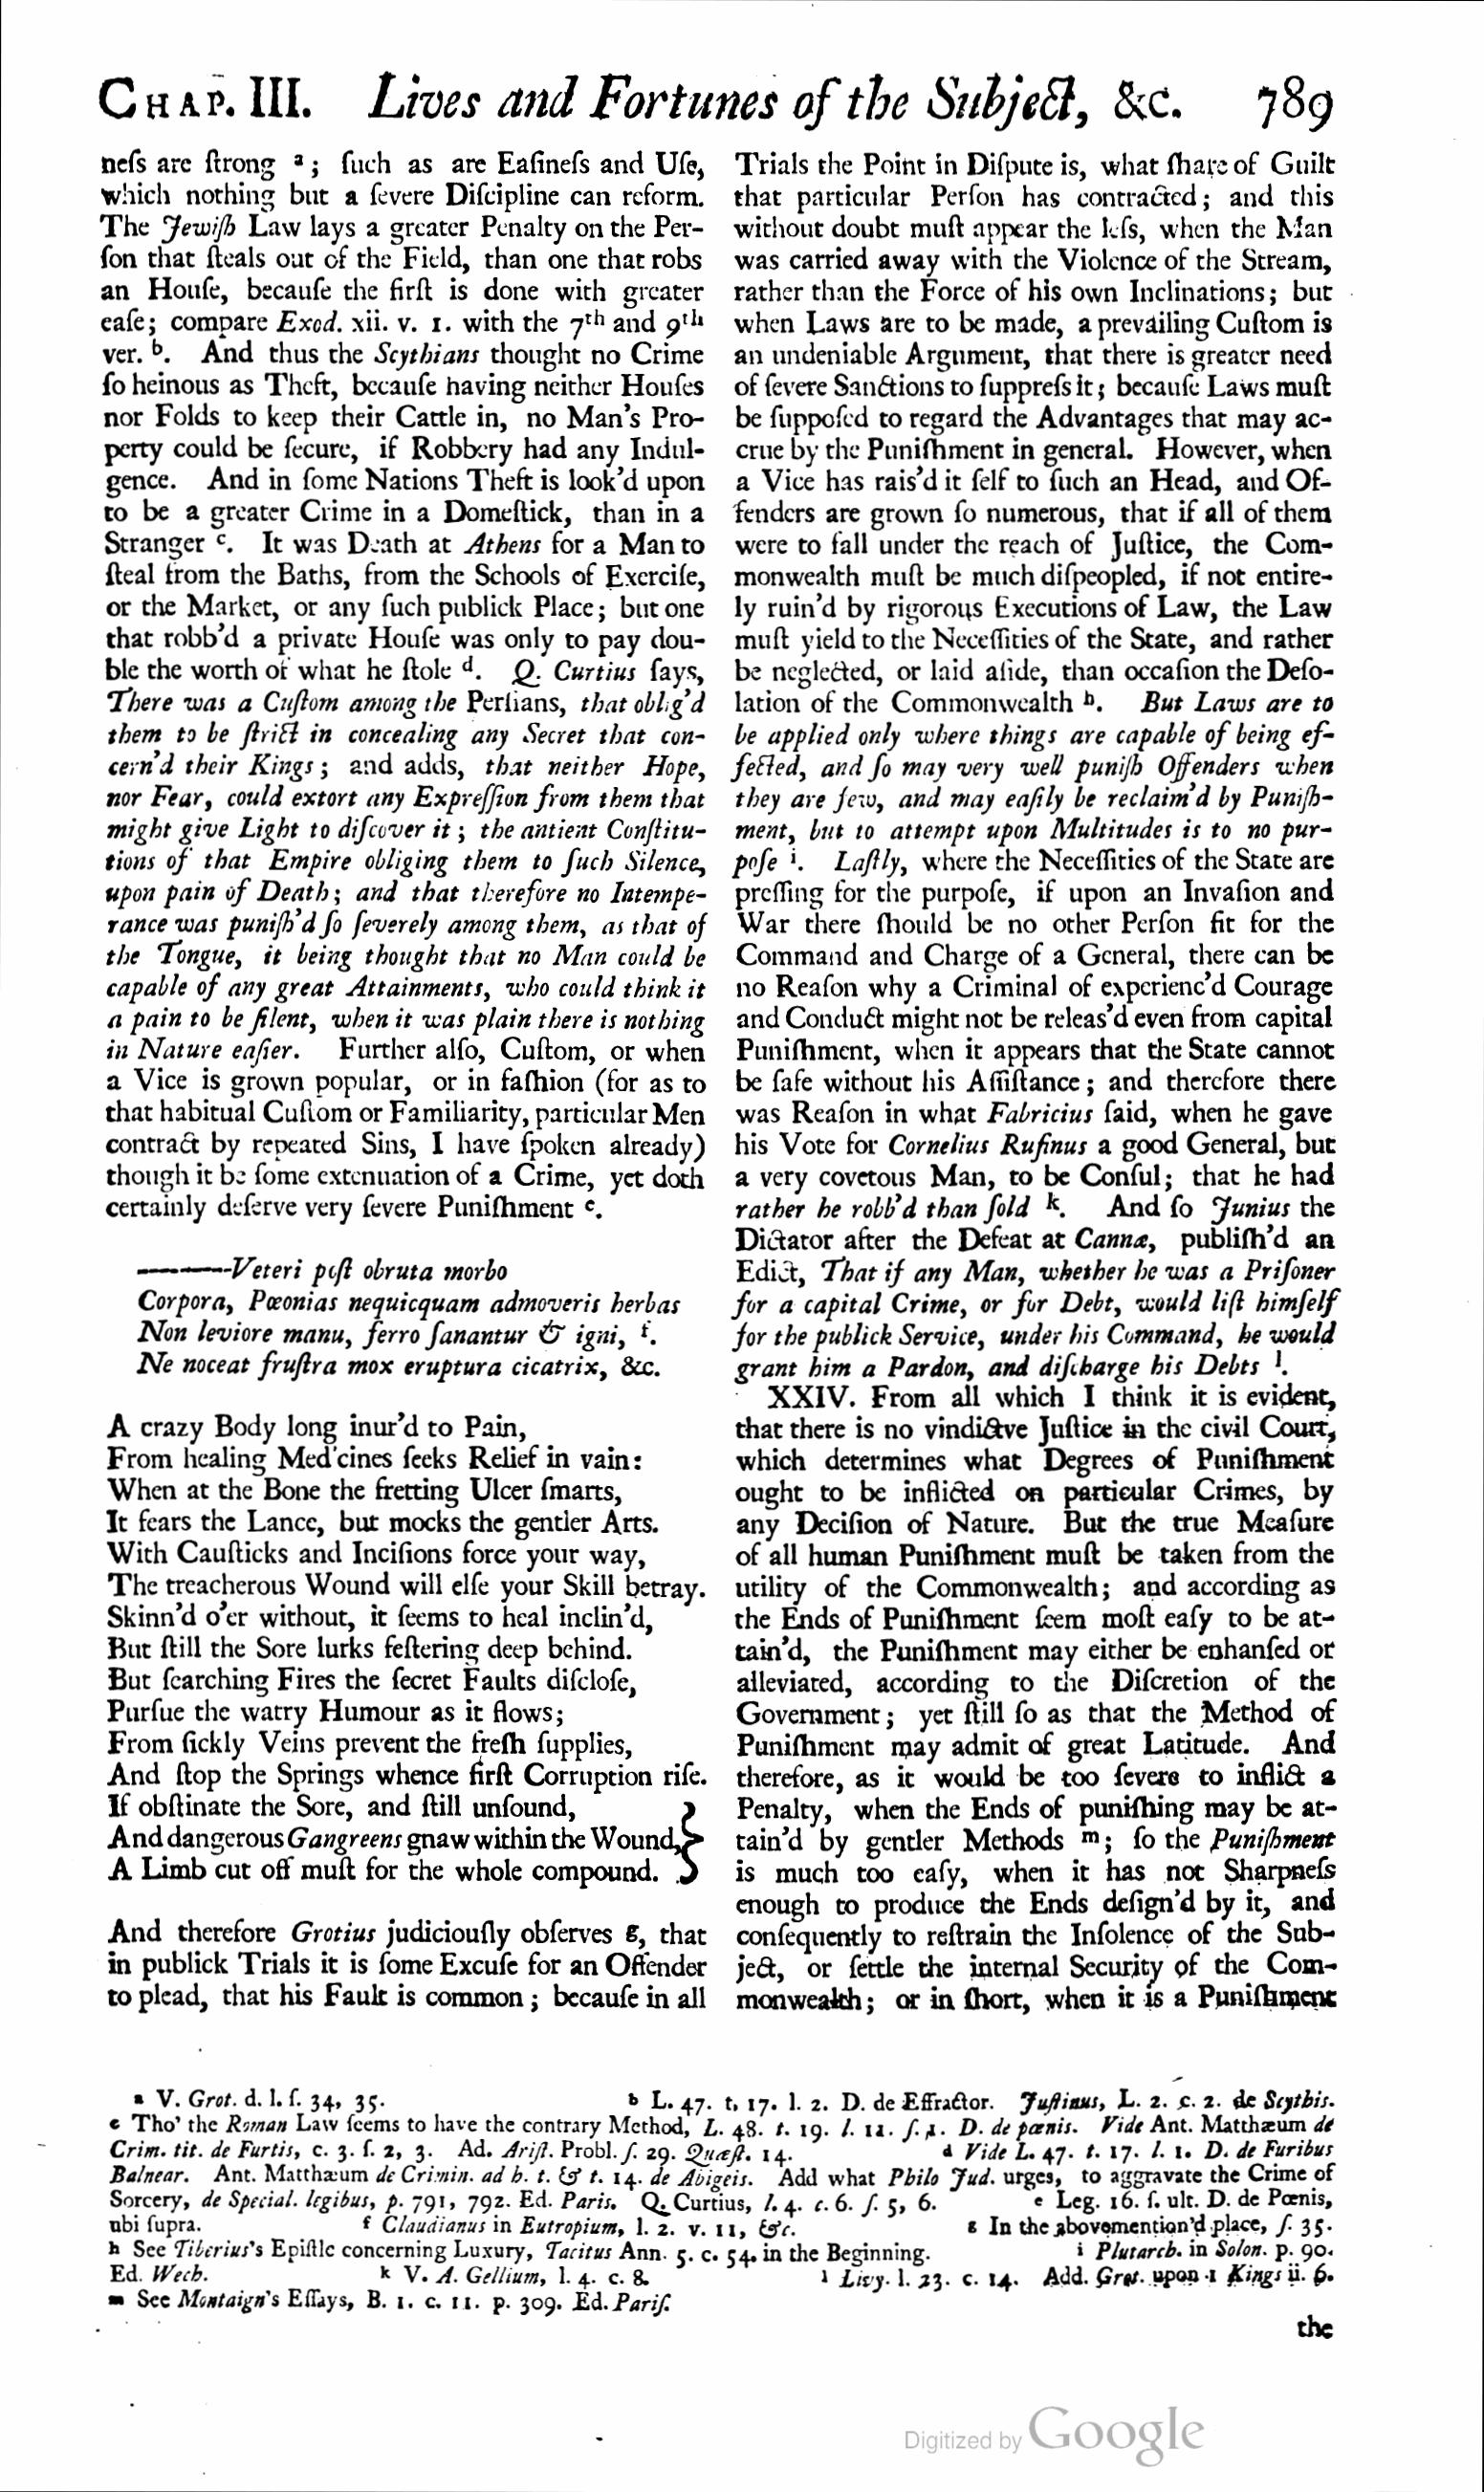 CHAP. III. Lives and Fortunes of the Subject, &c. 789
neſs are ſtrong a; ſuch as are Eaſineſs and Uſe,
which nothing but a ſevere Diſcipline can reform.
The Jewiſh Law lays a greater Penalty on the Per-
ſon that ſteals out of the Field, than one that robs
an Houſe, becauſe the firſt is done with greater
eaſe; compare Exod. xii. v. 1. with the 7th and 9th
ver. b. And thus the Scythians thought no Crime
ſo heinous as Theft, becauſe having neither Houſes
nor Folds to keep their Cattle in, no Man's Pro-
perty could be ſecure, if Robbery had any Indul-
gence. And in ſome Nations Theft is look'd upon
to be a greater Crime in a Domeſtick, than in a
Stranger c. It was Death at Athens for a Man to
ſteal from the Baths, from the Schools of Exerciſe,
or the Market, or any ſuch publick Place; but one
that robb'd a private Houſe was only to pay dou-
ble the worth of what he ſtole d. Q. Curtius ſays,
There was a Cuſtom among the Perſians, that oblig'd
them to be ſtrict in concealing any Secret that con-
cern'd their Kings; and adds, that neither Hope,
nor Fear, could extort any Expreſſion from them that
might give Light to diſcover it; the antient Conſtitu-
tions of that Empire obliging them to ſuch Silence,
upon pain of Death; and that therefore no Intempe-
rance was puniſh'd ſo ſeverely among them, as that of
the Tongue, it being thought that no Man could be
capable of any great Attainments, who could think it
a pain to be ſilent, when it was plain there is nothing
in Nature eaſier. Further alſo, Cuſtom, or when
a Vice is grown popular, or in faſhion (for as to
that habitual Cuſtom or Familiarity, particular Men
contract by repeated Sins, I have ſpoken already)
though it be ſome extenuation of a Crime, yet doth
certainly deſerve very ſevere Puniſhment e.
———-Veteri poſt obruta morbo
Corpora, Pæonias nequicquam admoveris herbas
Non leviore manu, ferro ſanantur & igni, f.
Ne noceat fruſtra mox eruptura cicatrix, &c.
A crazy Body long inur'd to Pain,
From healing Med'cines ſeeks Relief in vain:
When at the Bone the fretting Ulcer ſmarts,
It fears the Lance, but mocks the gentler Arts.
With Cauſticks and Inciſions force your way,
The treacherous Wound will elſe your Skill betray.
Skinn'd o'er without, it ſeems to heal inclin'd,
But ſtill the Sore lurks feſtering deep behind.
But ſearching Fires the ſecret Faults diſcloſe,
Purſue the watry Humour as it flows;
From ſickly Veins prevent the freſh ſupplies,
And ſtop the Springs whence firſt Corruption riſe.
If obſtinate the Sore, and ſtill unſound,
And dangerous Gangreens gnaw within the Wound,
A Limb cut off muſt for the whole compound.
And therefore Grotius judiciouſly obſerves g, that
in publick Trials it is ſome Excuſe for an Offender
to plead, that his Fault is common; becauſe in all
Trials the Point in Diſpute is, what ſhare of Guilt
that particular Perſon has contracted; and this
without doubt muſt appear the leſs, when the Man
was carried away with the Violence of the Stream,
rather than the Force of his own Inclinations; but
when Laws are to be made, a prevailing Cuſtom is
an undeniable Argument, that there is greater need
of ſevere Sanctions to ſuppreſs it; becauſe Laws muſt
be ſuppoſed to regard the Advantages that may ac-
crue by the Puniſhment in general. However, when
a Vice has rais'd it ſelf to ſuch an Head, and Of-
fenders are grown ſo numerous, that if all of them
were to fall under the reach of Juſtice, the Com-
monwealth muſt be much diſpeopled, if not entire-
ly ruin'd by rigorous Executions of Law, the Law
muſt yield to the Neceſſities of the State, and rather
be neglected, or laid aſide, than occaſion the Deſo-
lation of the Commonwealth h. But Laws are to
be applied only where things are capable of being ef-
fected, and ſo may very well puniſh Offenders when
they are few, and may eaſily be reclaim'd by Puniſh-
ment, but to attempt upon Multitudes is to no pur-
poſe i. Laſtly, where the Neceſſities of the State are
preſſing for the purpoſe, if upon an Invaſion and
War there ſhould be no other Perſon fit for the
Command and Charge of a General, there can be
no Reaſon why a Criminal of experienc'd Courage
and Conduct might not be releas'd even from capital
Puniſhment, when it appears that the State cannot
be ſafe without his Aſſiſtance; and therefore there
was Reaſon in what Fabricius ſaid, when he gave
his Vote for Cornelius Rufinus a good General, but
a very covetous Man, to be Conſul; that he had
rather be robb'd than ſold k. And ſo Junius the
Dictator after the Defeat at Cannæ, publiſh'd an
Edict, That if any Man, whether he was a Priſoner
for a capital Crime, or for Debt, would liſt himſelf
for the publick Service, under his Command, he would
grant him a Pardon, and diſcharge his Debts l.
XXIV. From all which I think it is evident,
that there is no vindictve Juſtice in the civil Court,
which determines what Degrees of Puniſhment
ought to be inflicted on particular Crimes, by
any Deciſion of Nature. But the true Meaſure
of all human Puniſhment muſt be taken from the
utility of the Commonwealth; and according as
the Ends of Puniſhment ſeem moſt eaſy to be at-
tain'd, the Puniſhment may either be enhanſed or
alleviated, according to the Diſcretion of the
Government; yet ſtill ſo as that the Method of
Puniſhment may admit of great Latitude. And
therefore, as it would be too ſevere to inflict a
Penalty, when the Ends of puniſhing may be at-
tain'd by gentler Methods m; ſo the Puniſhment
is much too eaſy, when it has not Sharpneſs
enough to produce the Ends deſign'd by it, and
conſequently to reſtrain the Inſolence of the Sub-
ject, or ſettle the internal Security of the Com-
monwealth; or in ſhort, when it is a Puniſhment
a V. Grot. d. l. ſ. 34, 35. b L. 47. t, 17. l. 2. D. de Effractor. Juſtinus, L. 2. c. 2. de Scythis.
c Tho' the Roman Law ſeems to have the contrary Method, L. 48. t. 19. l. 11. ſ. 1. D. de pœnis. Vide Ant. Matthæum de
Crim. tit. de Furtis, c. 3. ſ. 2, 3. Ad. Ariſt. Probl. ſ. 29. Quæſt. 14. d Vide L. 47. t. 17. l. 1. D. de Furibus
Balnear. Ant. Matthæum de Crimin. ad h. t. & t. 14. de Abigeis. Add what Philo Jud. urges, to aggravate the Crime of
Sorcery, de Special. legibus, p. 791, 792. Ed. Paris. Q. Curtius, l. 4. c. 6. ſ. 5, 6. e Leg. 16. ſ. ult. D. de Pœnis,
ubi ſupra. f Claudianus in Eutropium, l. 2. v. 11, &c. g In the abovemention'd place, ſ. 35.
h See Tiberius's Epiſtle concerning Luxury, Tacitus Ann. 5. c. 54. in the Beginning. i Plutarch. in Solon. p. 90.
Ed. Wech. k V. A. Gellium, l. 4. c. 8. l Livy. l. 23. c. 14. Add. Grot. upon 1 Kings ii. 6.
m See Montaign's Eſſays, B. 1. c. 11. p. 309. Ed. Pariſ.
the
Digitized by Google